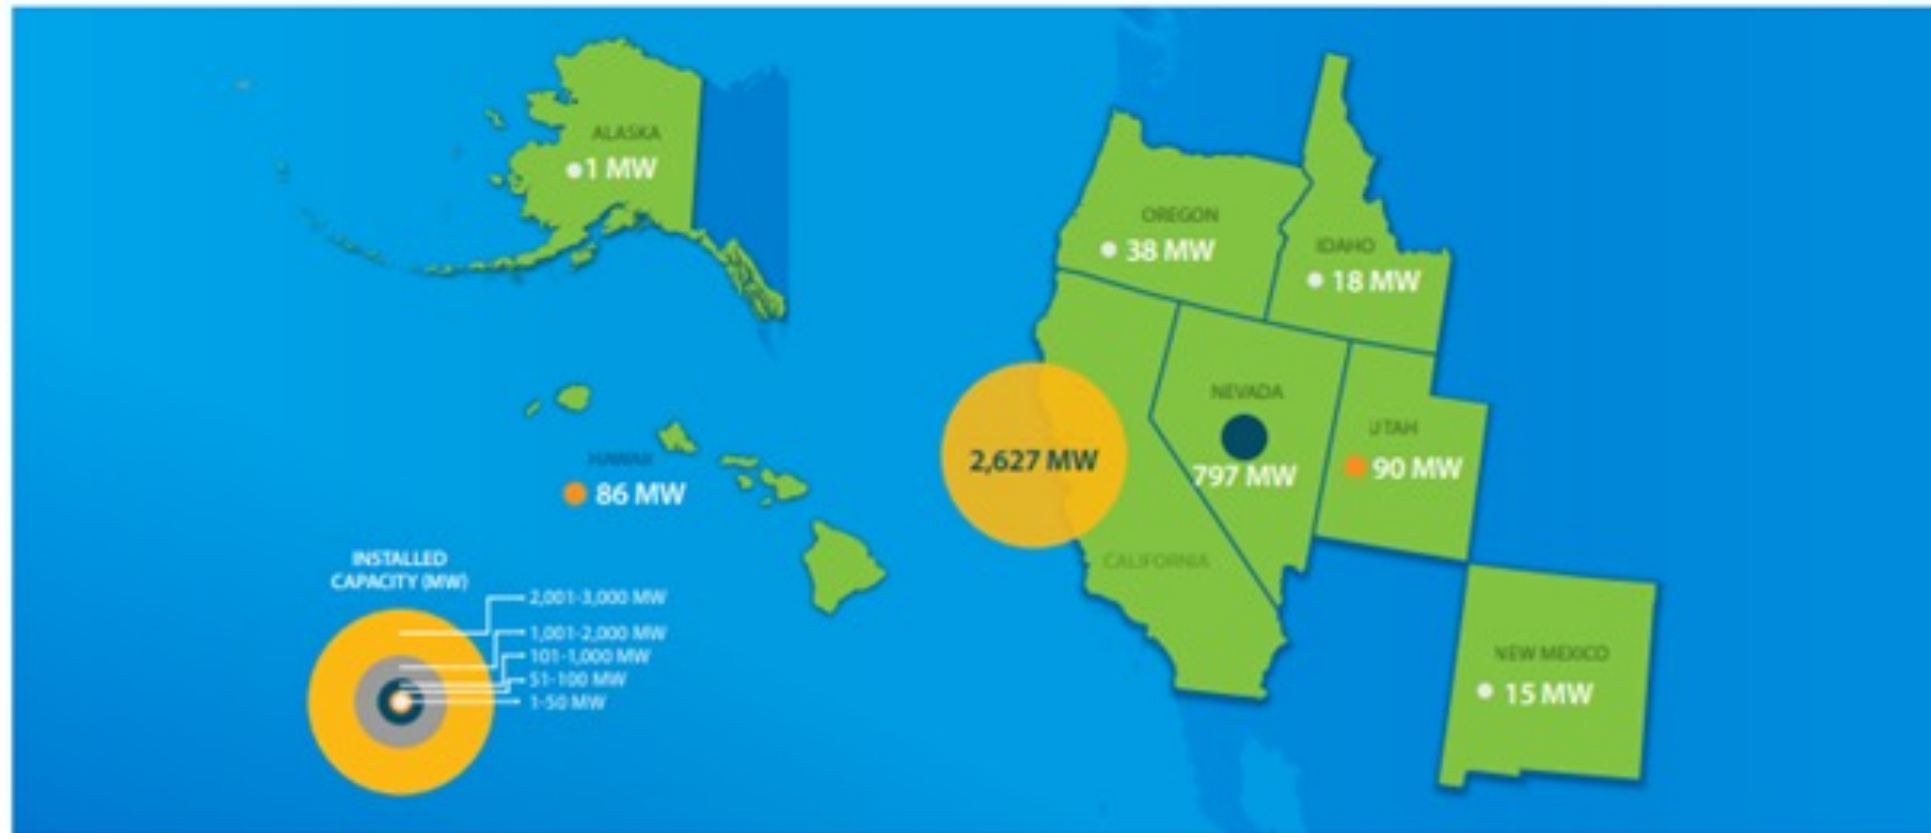 ALASKA
1 MW
OREGON
38 MW
IDAHO
18 MW
NEVADA
797 MW
UTAH
90 MW
2,627 MW
CALIFORNIA
HAWAII
86 MW
NEW MEXICO
15 MW
INSTALLED
CAPACITY (MW)
2,001-3,000 MW
1,001-2,000 MW
101-1,000 MW
51-100 MW
1-50 MW